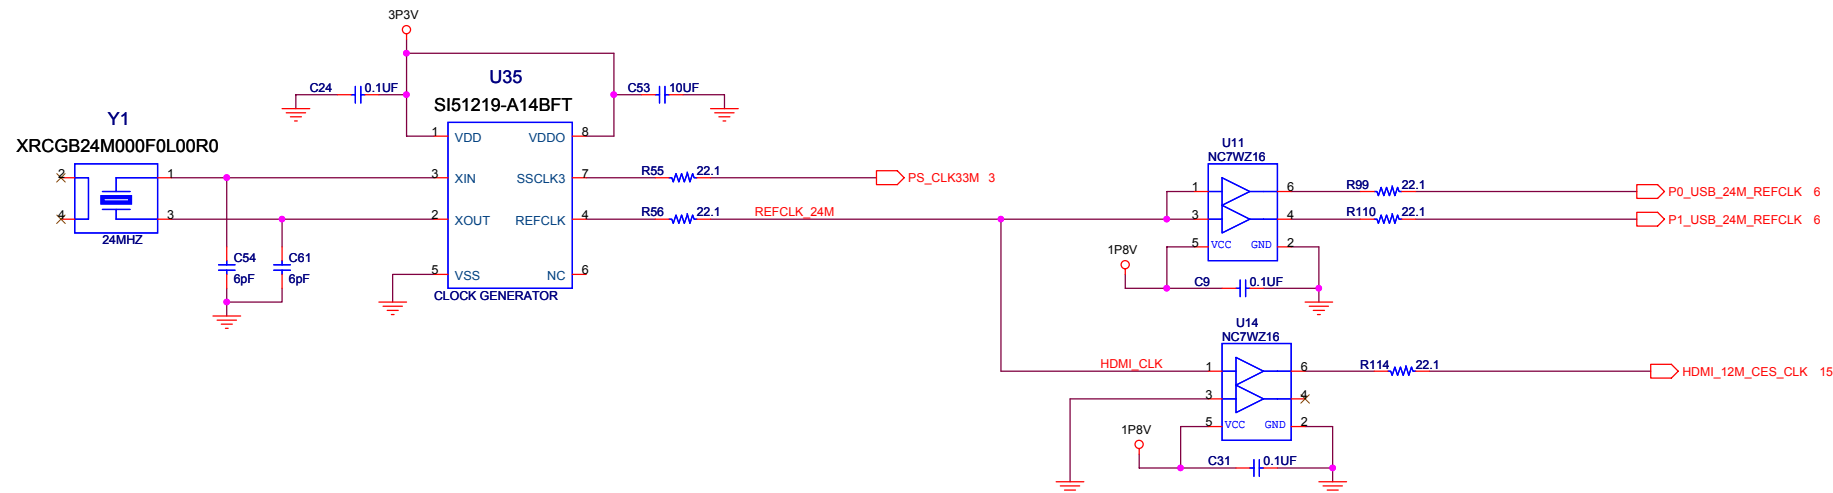 3P3V
C24 0.1UF
U35
SI51219-A14BFT
C53 10UF
Y1
XRCGB24M000F0L00R0
2 1
4 3
24MHZ
1 VDD VDDO 8
3 XIN SSCLK3 7
2 XOUT REFCLK 4
5 VSS NC 6
CLOCK GENERATOR
C54
6pF
C61
6pF
R55 22.1
PS_CLK33M 3
R56 22.1
REFCLK_24M
U11
NC7WZ16
1 6
3 4
5 VCC GND 2
R99 22.1
P0_USB_24M_REFCLK 6
R110 22.1
P1_USB_24M_REFCLK 6
1P8V
C9 0.1UF
U14
NC7WZ16
HDMI_CLK
1 6
3 4
5 VCC GND 2
R114 22.1
HDMI_12M_CES_CLK 15
1P8V
C31 0.1UF